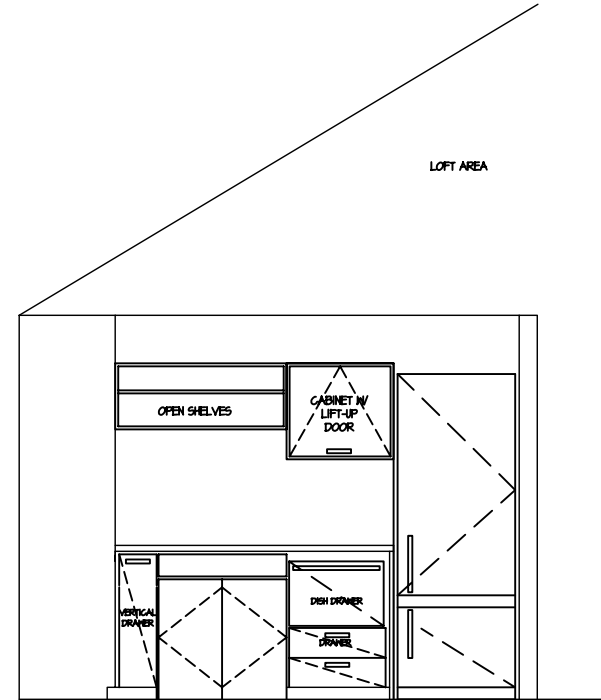 LOFT AREA
OPEN SHELVES
CABINET W/
LIFT-UP
DOOR
VERTICAL
DRAWER
DISH DRAWER
DRAWER